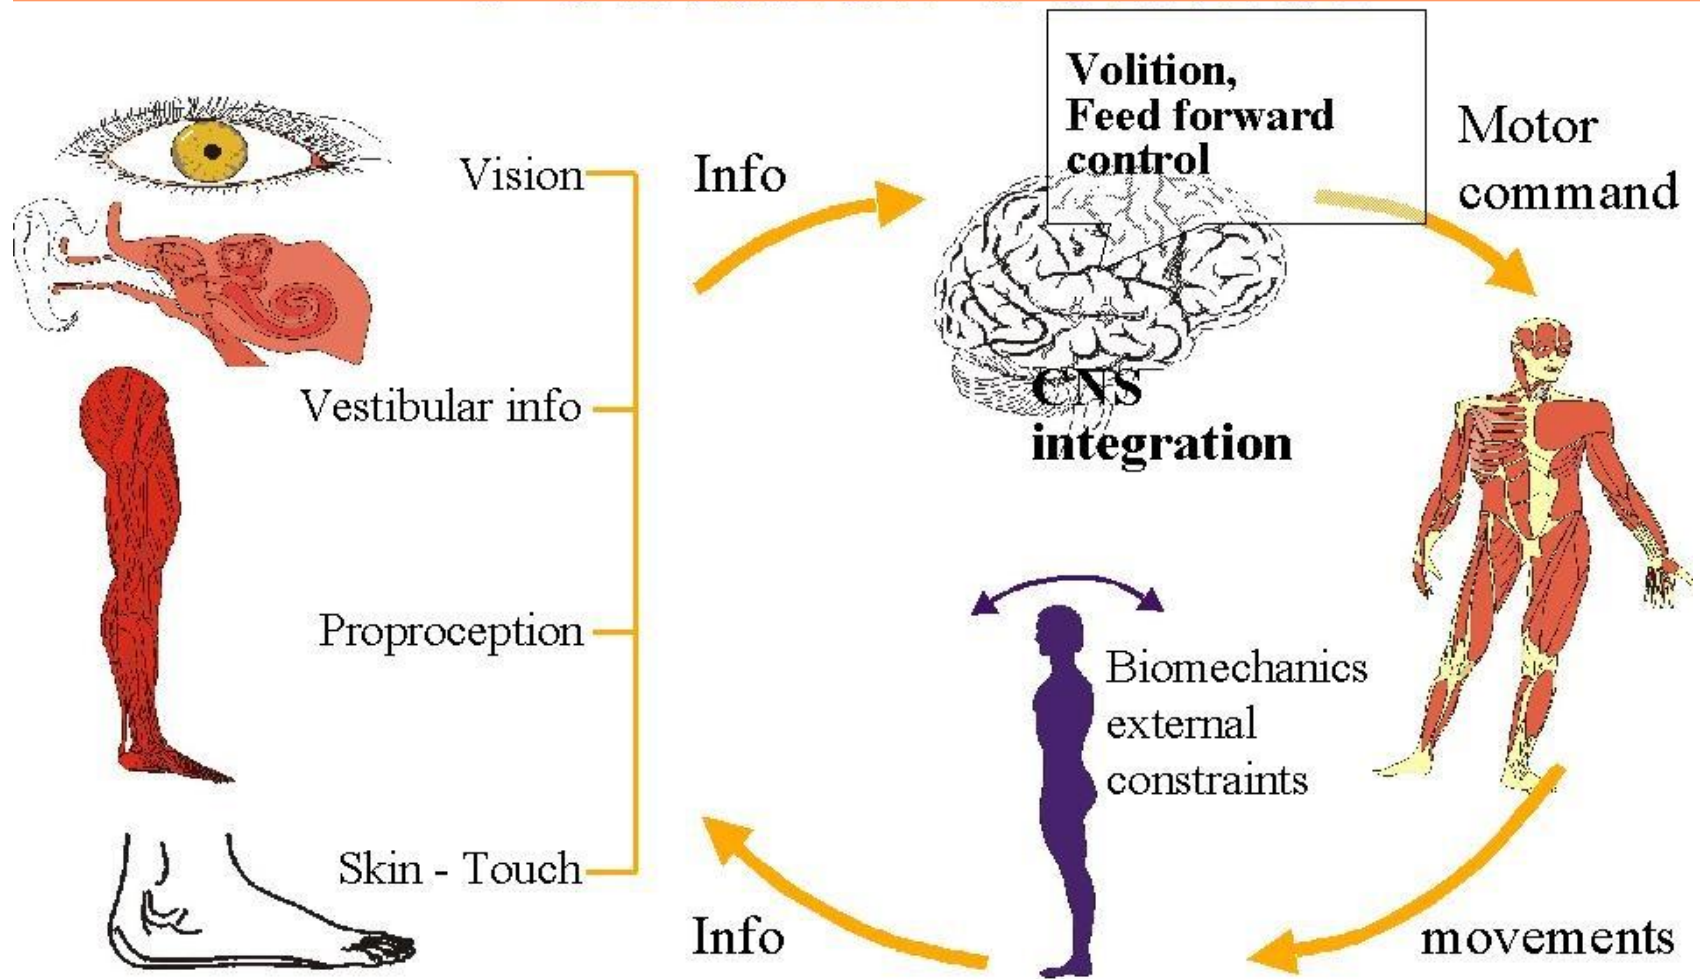 Vision
Vestibular info
Proproception
Skin - Touch
Info
Volition,
Feed forward
control
CNS
integration
Motor
command
movements
Biomechanics
external
constraints
Info